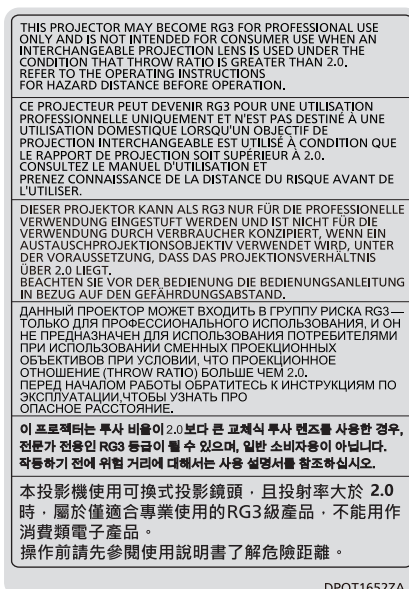 THIS PROJECTOR MAY BECOME RG3 FOR PROFESSIONAL USE
ONLY AND IS NOT INTENDED FOR CONSUMER USE WHEN AN
INTERCHANGEABLE PROJECTION LENS IS USED UNDER THE
CONDITION THAT THROW RATIO IS GREATER THAN 2.0.
REFER TO THE OPERATING INSTRUCTIONS
FOR HAZARD DISTANCE BEFORE OPERATION.
CE PROJECTEUR PEUT DEVENIR RG3 POUR UNE UTILISATION
PROFESSIONNELLE UNIQUEMENT ET N'EST PAS DESTINÉ À UNE
UTILISATION DOMESTIQUE LORSQU'UN OBJECTIF DE
PROJECTION INTERCHANGEABLE EST UTILISÉ À CONDITION QUE
LE RAPPORT DE PROJECTION SOIT SUPÉRIEUR À 2.0.
CONSULTEZ LE MANUEL D'UTILISATION ET
PRENEZ CONNAISSANCE DE LA DISTANCE DU RISQUE AVANT DE
L'UTILISER.
DIESER PROJEKTOR KANN ALS RG3 NUR FÜR DIE PROFESSIONELLE
VERWENDUNG EINGESTUFT WERDEN UND IST NICHT FÜR DIE
VERWENDUNG DURCH VERBRAUCHER KONZIPIERT, WENN EIN
AUSTAUSCHPROJEKTIONSOBJEKTIV VERWENDET WIRD, UNTER
DER VORAUSSETZUNG, DASS DAS PROJEKTIONSVERHÄLTNIS
ÜBER 2.0 LIEGT.
BEACHTEN SIE VOR DER BEDIENUNG DIE BEDIENUNGSANLEITUNG
IN BEZUG AUF DEN GEFÄHRDUNGSABSTAND.
ДАННЫЙ ПРОЕКТОР МОЖЕТ ВХОДИТЬ В ГРУППУ РИСКА RG3—
ТОЛЬКО ДЛЯ ПРОФЕССИОНАЛЬНОГО ИСПОЛЬЗОВАНИЯ, И ОН
НЕ ПРЕДНАЗНАЧЕН ДЛЯ ИСПОЛЬЗОВАНИЯ ПОТРЕБИТЕЛЯМИ
ПРИ ИСПОЛЬЗОВАНИИ СМЕННЫХ ПРОЕКЦИОННЫХ
ОБЪЕКТИВОВ ПРИ УСЛОВИИ, ЧТО ПРОЕКЦИОННОЕ
ОТНОШЕНИЕ (THROW RATIO) БОЛЬШЕ ЧЕМ 2.0.
ПЕРЕД НАЧАЛОМ РАБОТЫ ОБРАТИТЕСЬ К ИНСТРУКЦИЯМ ПО
ЭКСПЛУАТАЦИИ,ЧТОБЫ УЗНАТЬ ПРО
ОПАСНОЕ РАССТОЯНИЕ.
이 프로젝터는 투사 비율이 2.0보다 큰 교체식 투사 렌즈를 사용한 경우,
전문가 전용인 RG3 등급이 될 수 있으며, 일반 소비자용이 아닙니다.
작동하기 전에 위험 거리에 대해서는 사용 설명서를 참조하십시오.
本投影機使用可換式投影鏡頭，且投射率大於 2.0
時，屬於僅適合專業使用的RG3級產品，不能用作
消費類電子產品。
操作前請先參閱使用說明書了解危險距離。
DPQT1652ZA